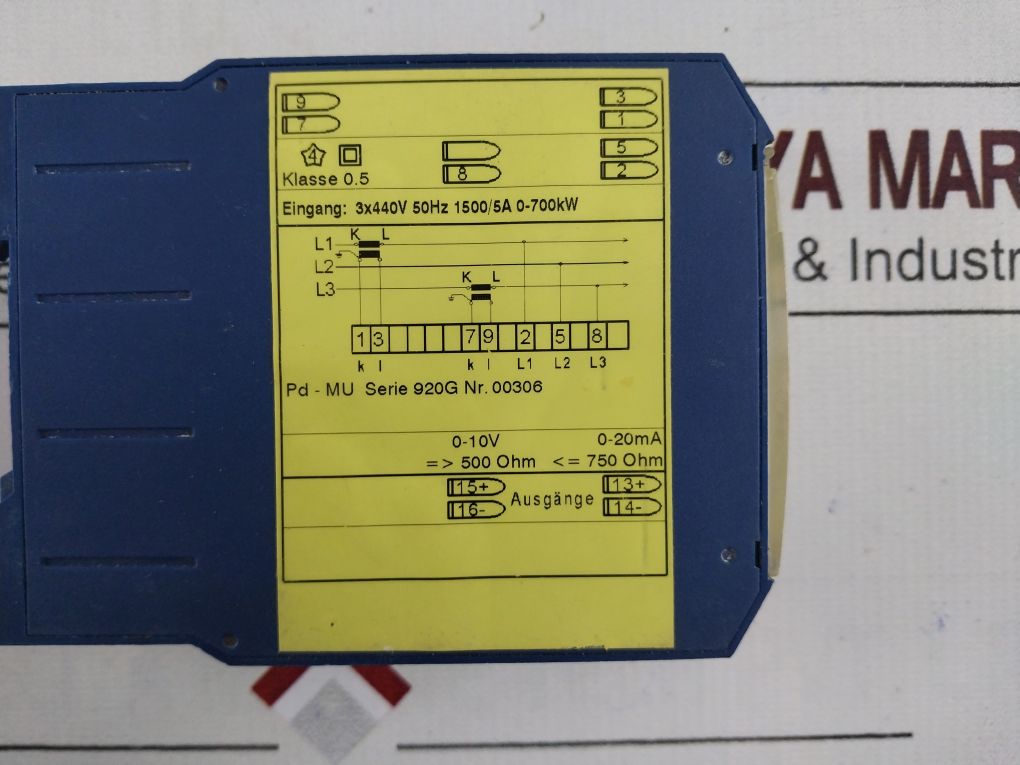 9 3
7 1
4 5
Klasse 0.5 8 2
Eingang: 3x440V 50Hz 1500/5A 0-700kW
K L
L1
L2
K L
L3
1 3 7 9 2 5 8
k l k l L1 L2 L3
Pd - MU Serie 920G Nr. 00306
0-10V 0-20mA
=> 500 Ohm <= 750 Ohm
15+ Ausgänge 13+
16- 14-
YA MAR
& Industr